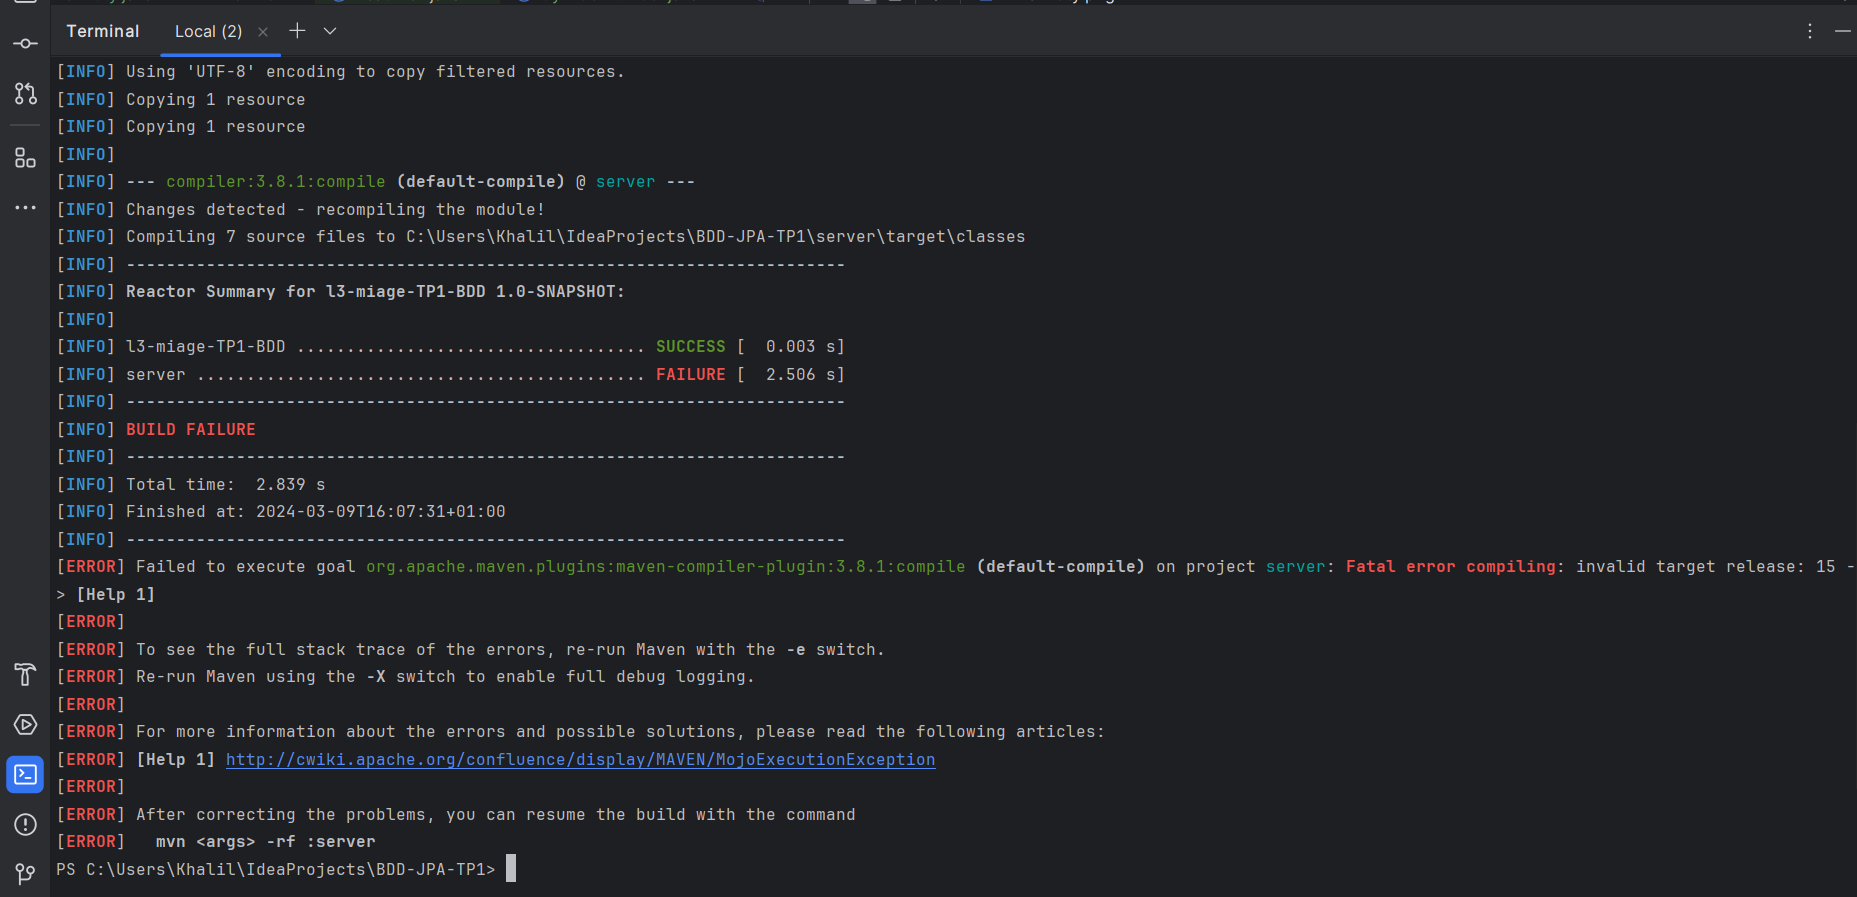 Terminal Local (2)
[INFO] Using 'UTF-8' encoding to copy filtered resources.
[INFO] Copying 1 resource
[INFO] Copying 1 resource
[INFO]
[INFO] --- compiler:3.8.1:compile (default-compile) @ server ---
[INFO] Changes detected - recompiling the module!
[INFO] Compiling 7 source files to C:\Users\Khalil\IdeaProjects\BDD-JPA-TP1\server\target\classes
[INFO] ------------------------------------------------------------------------
[INFO] Reactor Summary for l3-miage-TP1-BDD 1.0-SNAPSHOT:
[INFO]
[INFO] l3-miage-TP1-BDD ................................... SUCCESS [  0.003 s]
[INFO] server ............................................. FAILURE [  2.506 s]
[INFO] ------------------------------------------------------------------------
[INFO] BUILD FAILURE
[INFO] ------------------------------------------------------------------------
[INFO] Total time:  2.839 s
[INFO] Finished at: 2024-03-09T16:07:31+01:00
[INFO] ------------------------------------------------------------------------
[ERROR] Failed to execute goal org.apache.maven.plugins:maven-compiler-plugin:3.8.1:compile (default-compile) on project server: Fatal error compiling: invalid target release: 15 -
> [Help 1]
[ERROR]
[ERROR] To see the full stack trace of the errors, re-run Maven with the -e switch.
[ERROR] Re-run Maven using the -X switch to enable full debug logging.
[ERROR]
[ERROR] For more information about the errors and possible solutions, please read the following articles:
[ERROR] [Help 1] http://cwiki.apache.org/confluence/display/MAVEN/MojoExecutionException
[ERROR]
[ERROR] After correcting the problems, you can resume the build with the command
[ERROR]   mvn <args> -rf :server
PS C:\Users\Khalil\IdeaProjects\BDD-JPA-TP1>